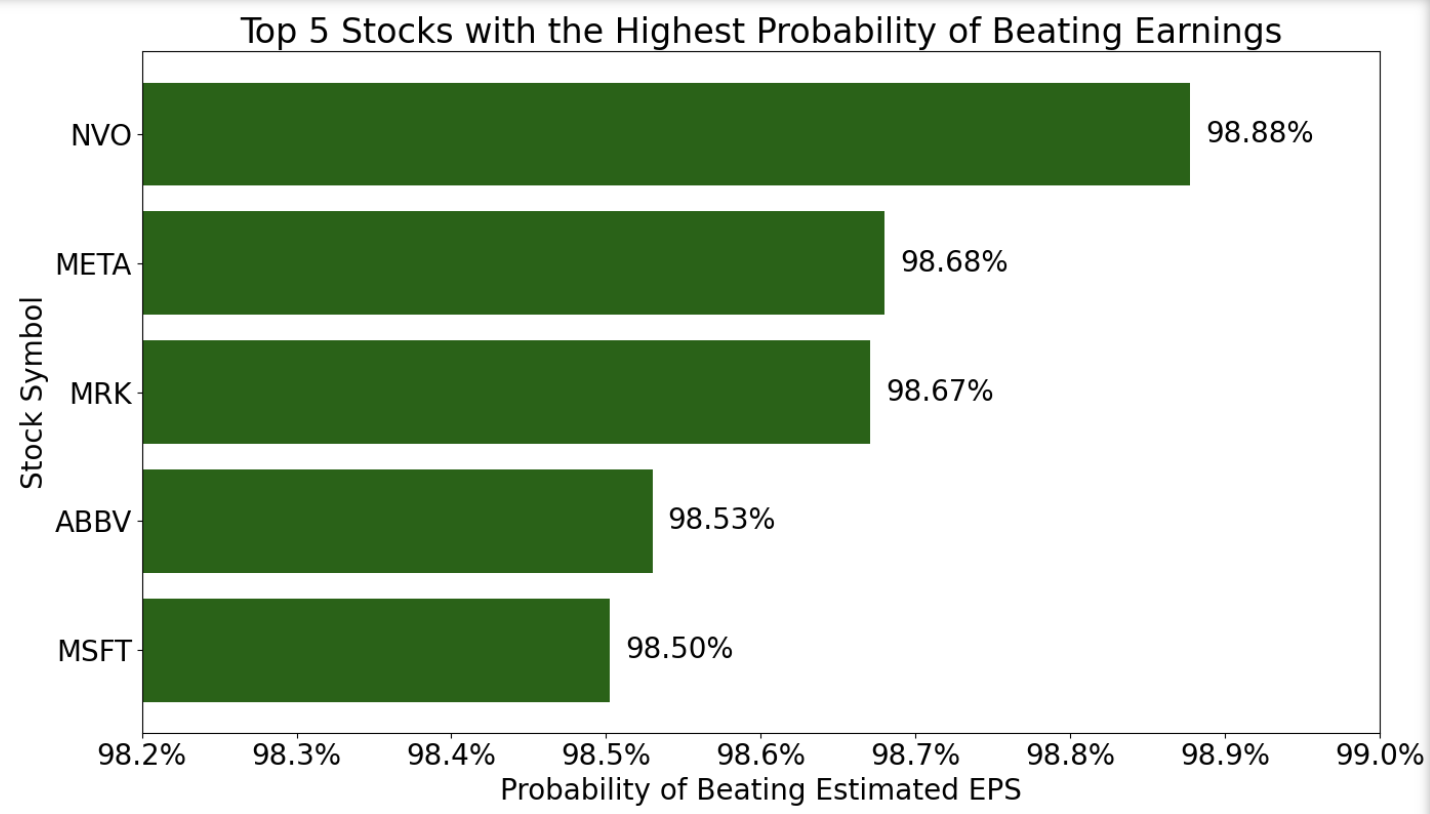 Top 5 Stocks with the Highest Probability of Beating Earnings
NVO
98.88%
META
98.68%
MRK
98.67%
ABBV
98.53%
MSFT
98.50%
Stock Symbol
98.2% 98.3% 98.4% 98.5% 98.6% 98.7% 98.8% 98.9% 99.0%
Probability of Beating Estimated EPS